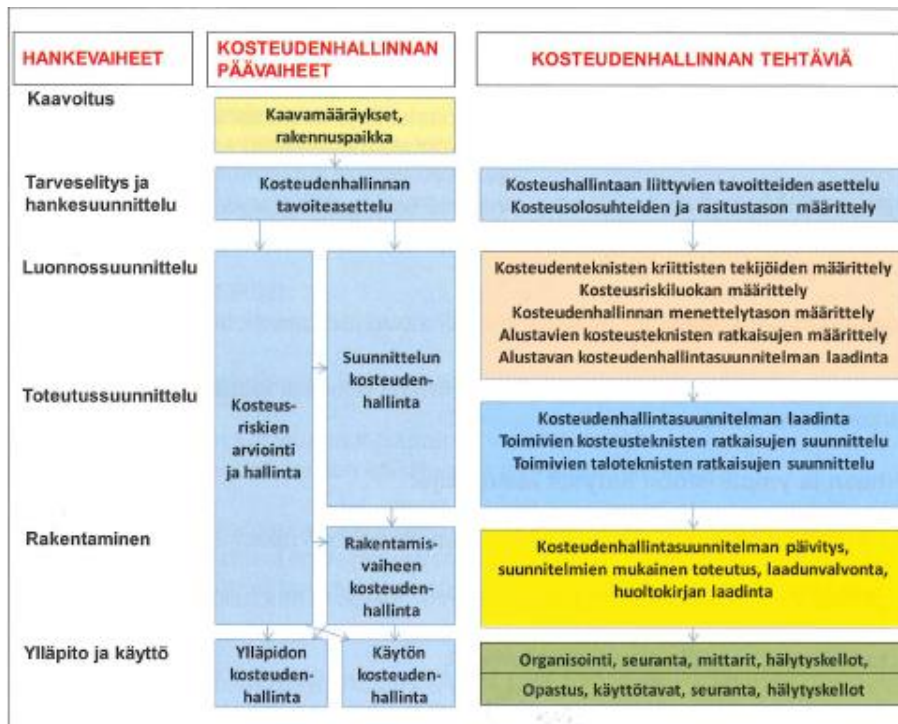 HANKEVAIHEET
KOSTEUDENHALLINNAN
PÄÄVAIHEET
KOSTEUDENHALLINNAN TEHTÄVIÄ
Kaavoitus
Kaavamääräykset,
rakennuspaikka
Tarveselitys ja
hankesuunnittelu
Kosteudenhallinnan
tavoiteasettelu
Kosteushallintaan liittyvien tavoitteiden asettelu
Kosteusolosuhteiden ja rasitustason määrittely
Luonnossuunnittelu
Kosteudenteknisten kriittisten tekijöiden määrittely
Kosteusriskiluokan määrittely
Kosteudenhallinnan menettelytason määrittely
Alustavien kosteusteknisten ratkaisujen määrittely
Alustavan kosteudenhallintasuunnitelman laadinta
Suunnittelun
kosteuden-
hallinta
Toteutussuunnittelu
Kosteus-
riskien
arviointi
ja hallinta
Kosteudenhallintasuunnitelman laadinta
Toimivien kosteusteknisten ratkaisujen suunnittelu
Toimivien taloteknisten ratkaisujen suunnittelu
Rakentaminen
Rakentamis-
vaiheen
kosteuden-
hallinta
Kosteudenhallintasuunnitelman päivitys,
suunnitelmien mukainen toteutus, laadunvalvonta,
huoltokirjan laadinta
Ylläpito ja käyttö
Ylläpidon
kosteuden-
hallinta
Käytön
kosteuden-
hallinta
Organisointi, seuranta, mittarit, hälytyskellot,
Opastus, käyttötavat, seuranta, hälytyskellot